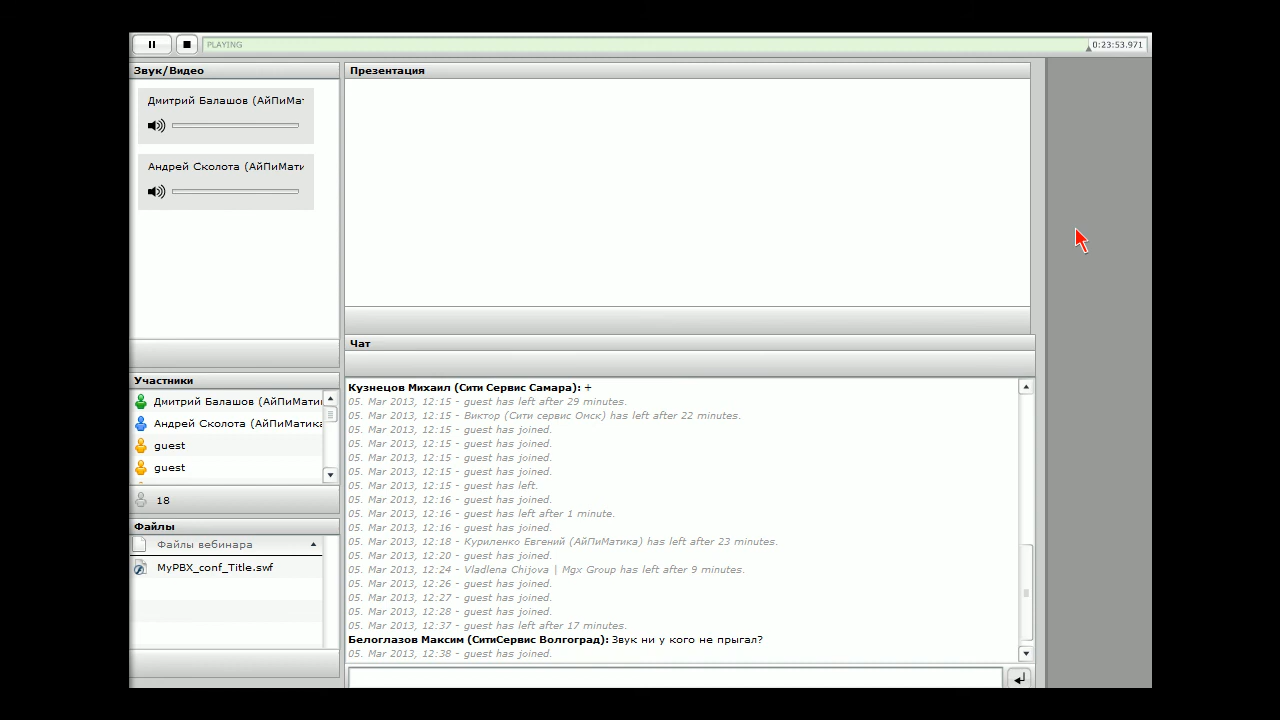 PLAYING
0:23:53.971
Звук/Видео
Дмитрий Балашов (АйПиМат
Андрей Сколота (АйПиМати
Презентация
Участники
Дмитрий Балашов (АйПиМатик
Андрей Сколота (АйПиМатика
guest
guest
18
Файлы
Файлы вебинара
MyPBX_conf_Title.swf
Чат
Кузнецов Михаил (Сити Сервис Самара): +
05. Mar 2013, 12:15 - guest has left after 29 minutes.
05. Mar 2013, 12:15 - Виктор (Сити сервис Омск) has left after 22 minutes.
05. Mar 2013, 12:15 - guest has joined.
05. Mar 2013, 12:15 - guest has joined.
05. Mar 2013, 12:15 - guest has joined.
05. Mar 2013, 12:15 - guest has joined.
05. Mar 2013, 12:15 - guest has left.
05. Mar 2013, 12:16 - guest has joined.
05. Mar 2013, 12:16 - guest has left after 1 minute.
05. Mar 2013, 12:16 - guest has joined.
05. Mar 2013, 12:18 - Куриленко Евгений (АйПиМатика) has left after 23 minutes.
05. Mar 2013, 12:20 - guest has joined.
05. Mar 2013, 12:24 - Vladlena Chijova | Mgx Group has left after 9 minutes.
05. Mar 2013, 12:26 - guest has joined.
05. Mar 2013, 12:27 - guest has joined.
05. Mar 2013, 12:28 - guest has joined.
05. Mar 2013, 12:37 - guest has left after 17 minutes.
Белоглазов Максим (СитиСервис Волгоград): Звук ни у кого не прыгал?
05. Mar 2013, 12:38 - guest has joined.